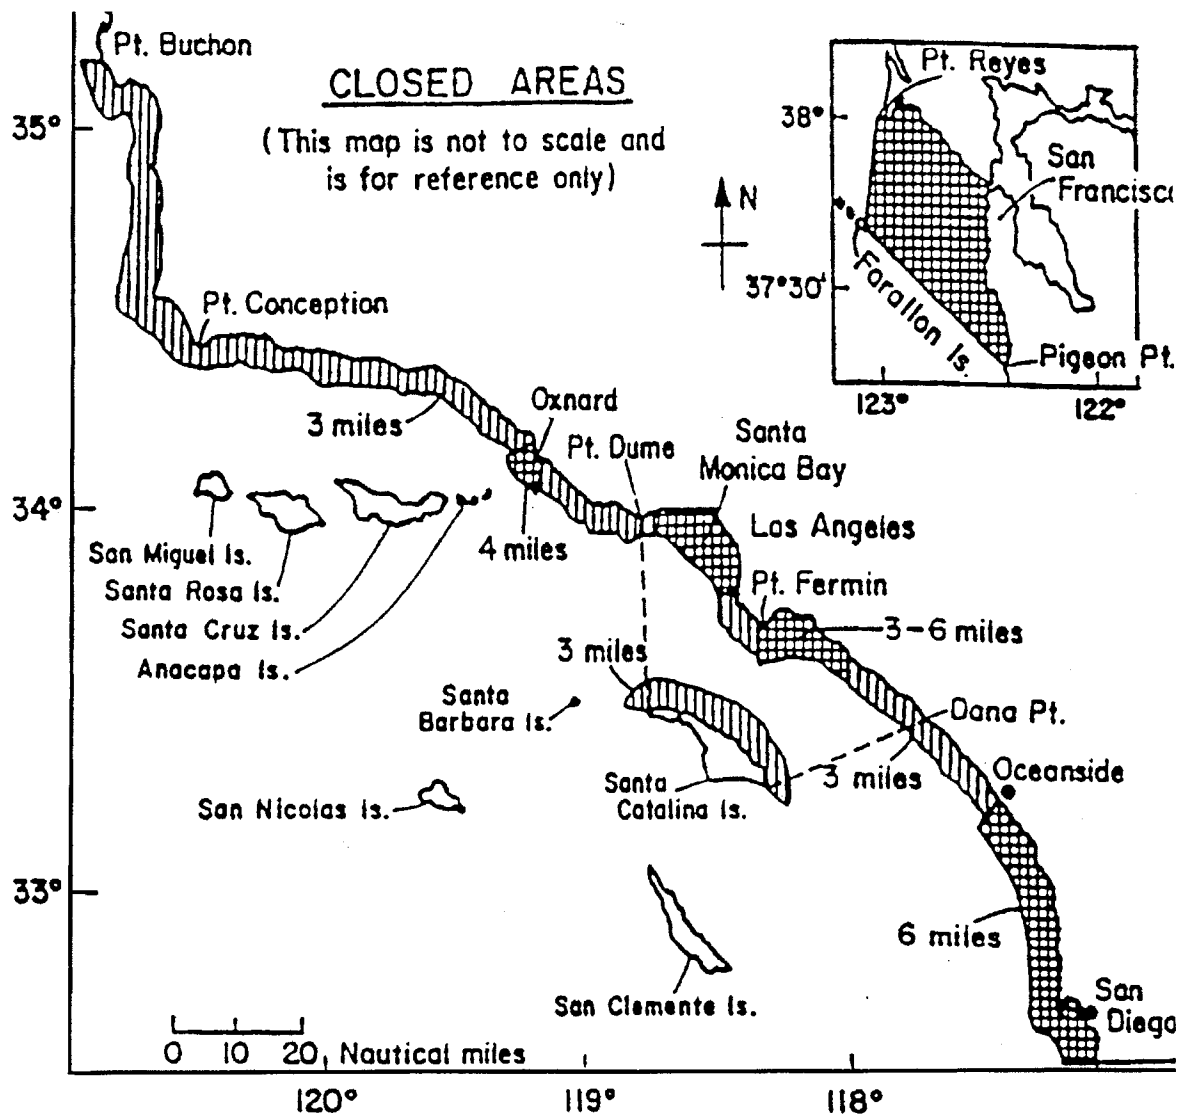 Pt. Buchon
CLOSED AREAS
(This map is not to scale and
is for reference only)
N
35°
34°
33°
Pt. Reyes
38°
San
Francisc
37°30'
Farallon Is.
Pigeon Pt.
123°
122°
Pt. Conception
3 miles
Oxnard
Pt. Dume
Santa
Monica Bay
4 miles
Los Angeles
San Miguel Is.
Santa Rosa Is.
Santa Cruz Is.
Anacapa Is.
Pt. Fermin
3-6 miles
3 miles
Santa
Barbara Is.
Dana Pt.
3 miles
Oceanside
Santa
Catalina Is.
San Nicolas Is.
6 miles
San Clemente Is.
San
Diego
0 10 20 Nautical miles
120°
119°
118°